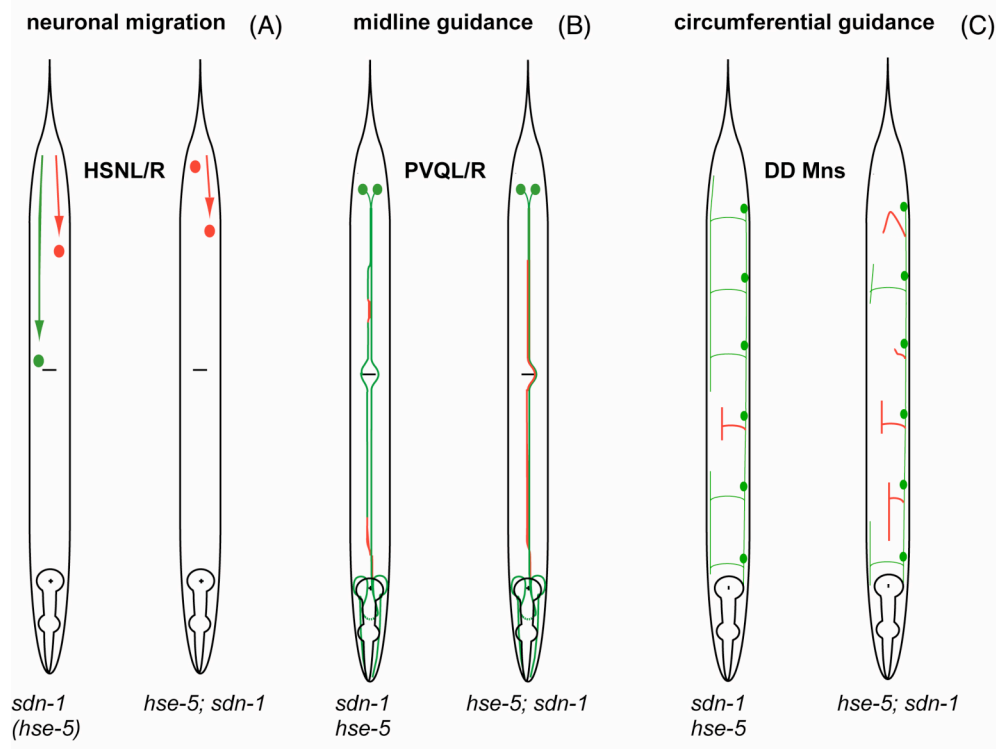 neuronal migration (A)
midline guidance (B)
circumferential guidance (C)
HSNL/R
PVQL/R
DD Mns
sdn-1
(hse-5)
hse-5; sdn-1
sdn-1
hse-5
hse-5; sdn-1
sdn-1
hse-5
hse-5; sdn-1